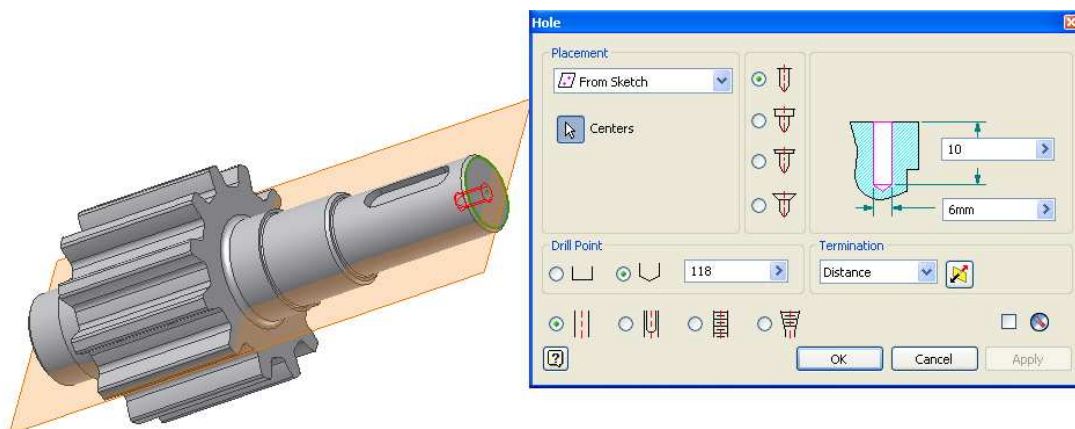 Hole
Placement
From Sketch
Centers
10
6mm
Drill Point
118
Termination
Distance
OK
Cancel
Apply